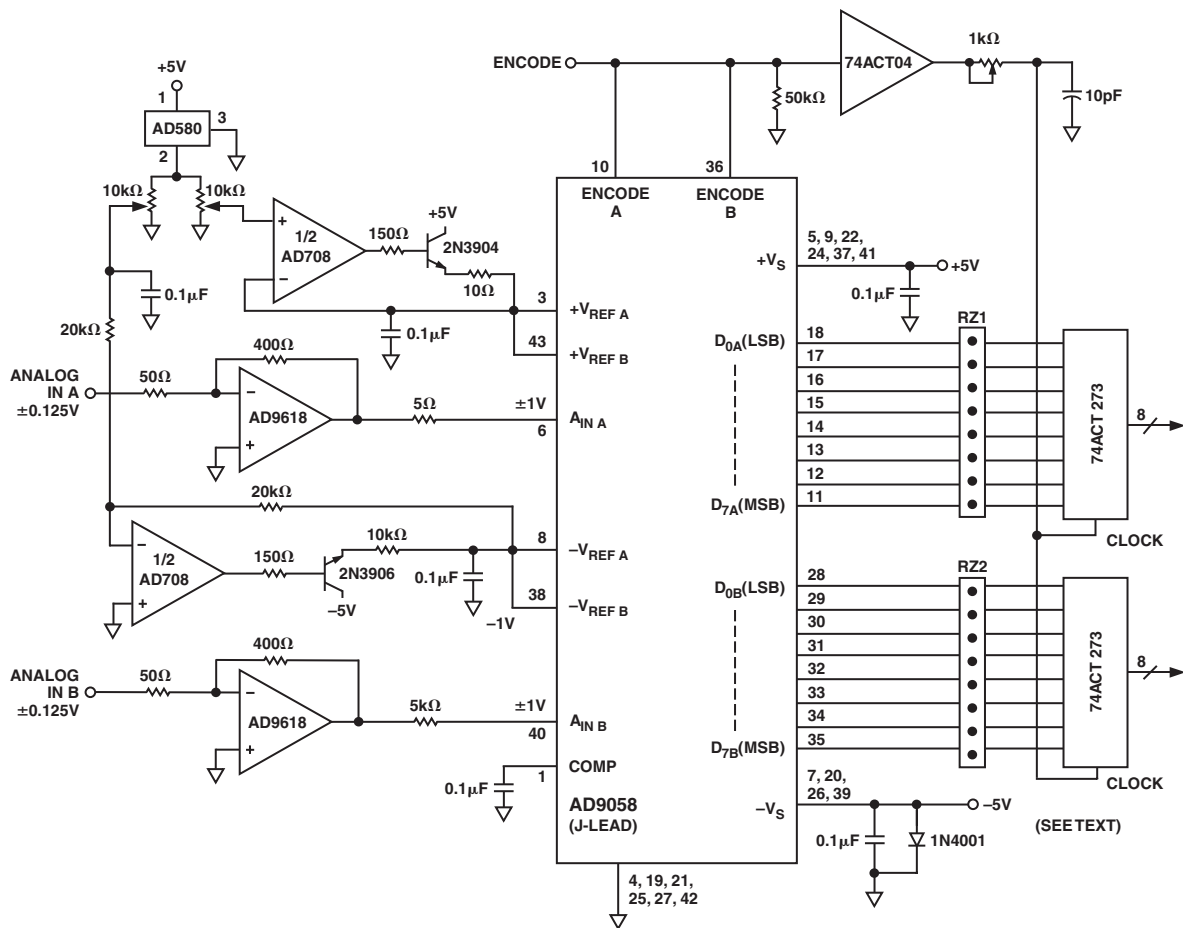 ENCODE
74ACT04
1kΩ
50kΩ
10pF
+5V
1
AD580
3
2
10kΩ
10kΩ
0.1µF
20kΩ
+
1/2
AD708
–
150Ω
+5V
2N3904
10Ω
0.1µF
10
36
ENCODE
A
ENCODE
B
3
+VREF A
43
+VREF B
ANALOG
IN A
±0.125V
50Ω
400Ω
–
AD9618
+
5Ω
±1V
6
AIN A
20kΩ
–
1/2
AD708
+
150Ω
2N3906
–5V
10kΩ
0.1µF
8
–VREF A
38
–VREF B
–1V
ANALOG
IN B
±0.125V
50Ω
400Ω
–
AD9618
+
5kΩ
±1V
40
AIN B
0.1µF
1
COMP
AD9058
(J-LEAD)
4, 19, 21,
25, 27, 42
+VS
5, 9, 22,
24, 37, 41
+5V
0.1µF
RZ1
D0A(LSB)
18
17
16
15
14
13
12
11
D7A(MSB)
74ACT 273
8
CLOCK
RZ2
D0B(LSB)
28
29
30
31
32
33
34
35
D7B(MSB)
74ACT 273
8
CLOCK
7, 20,
26, 39
–VS
–5V
0.1µF
1N4001
(SEE TEXT)